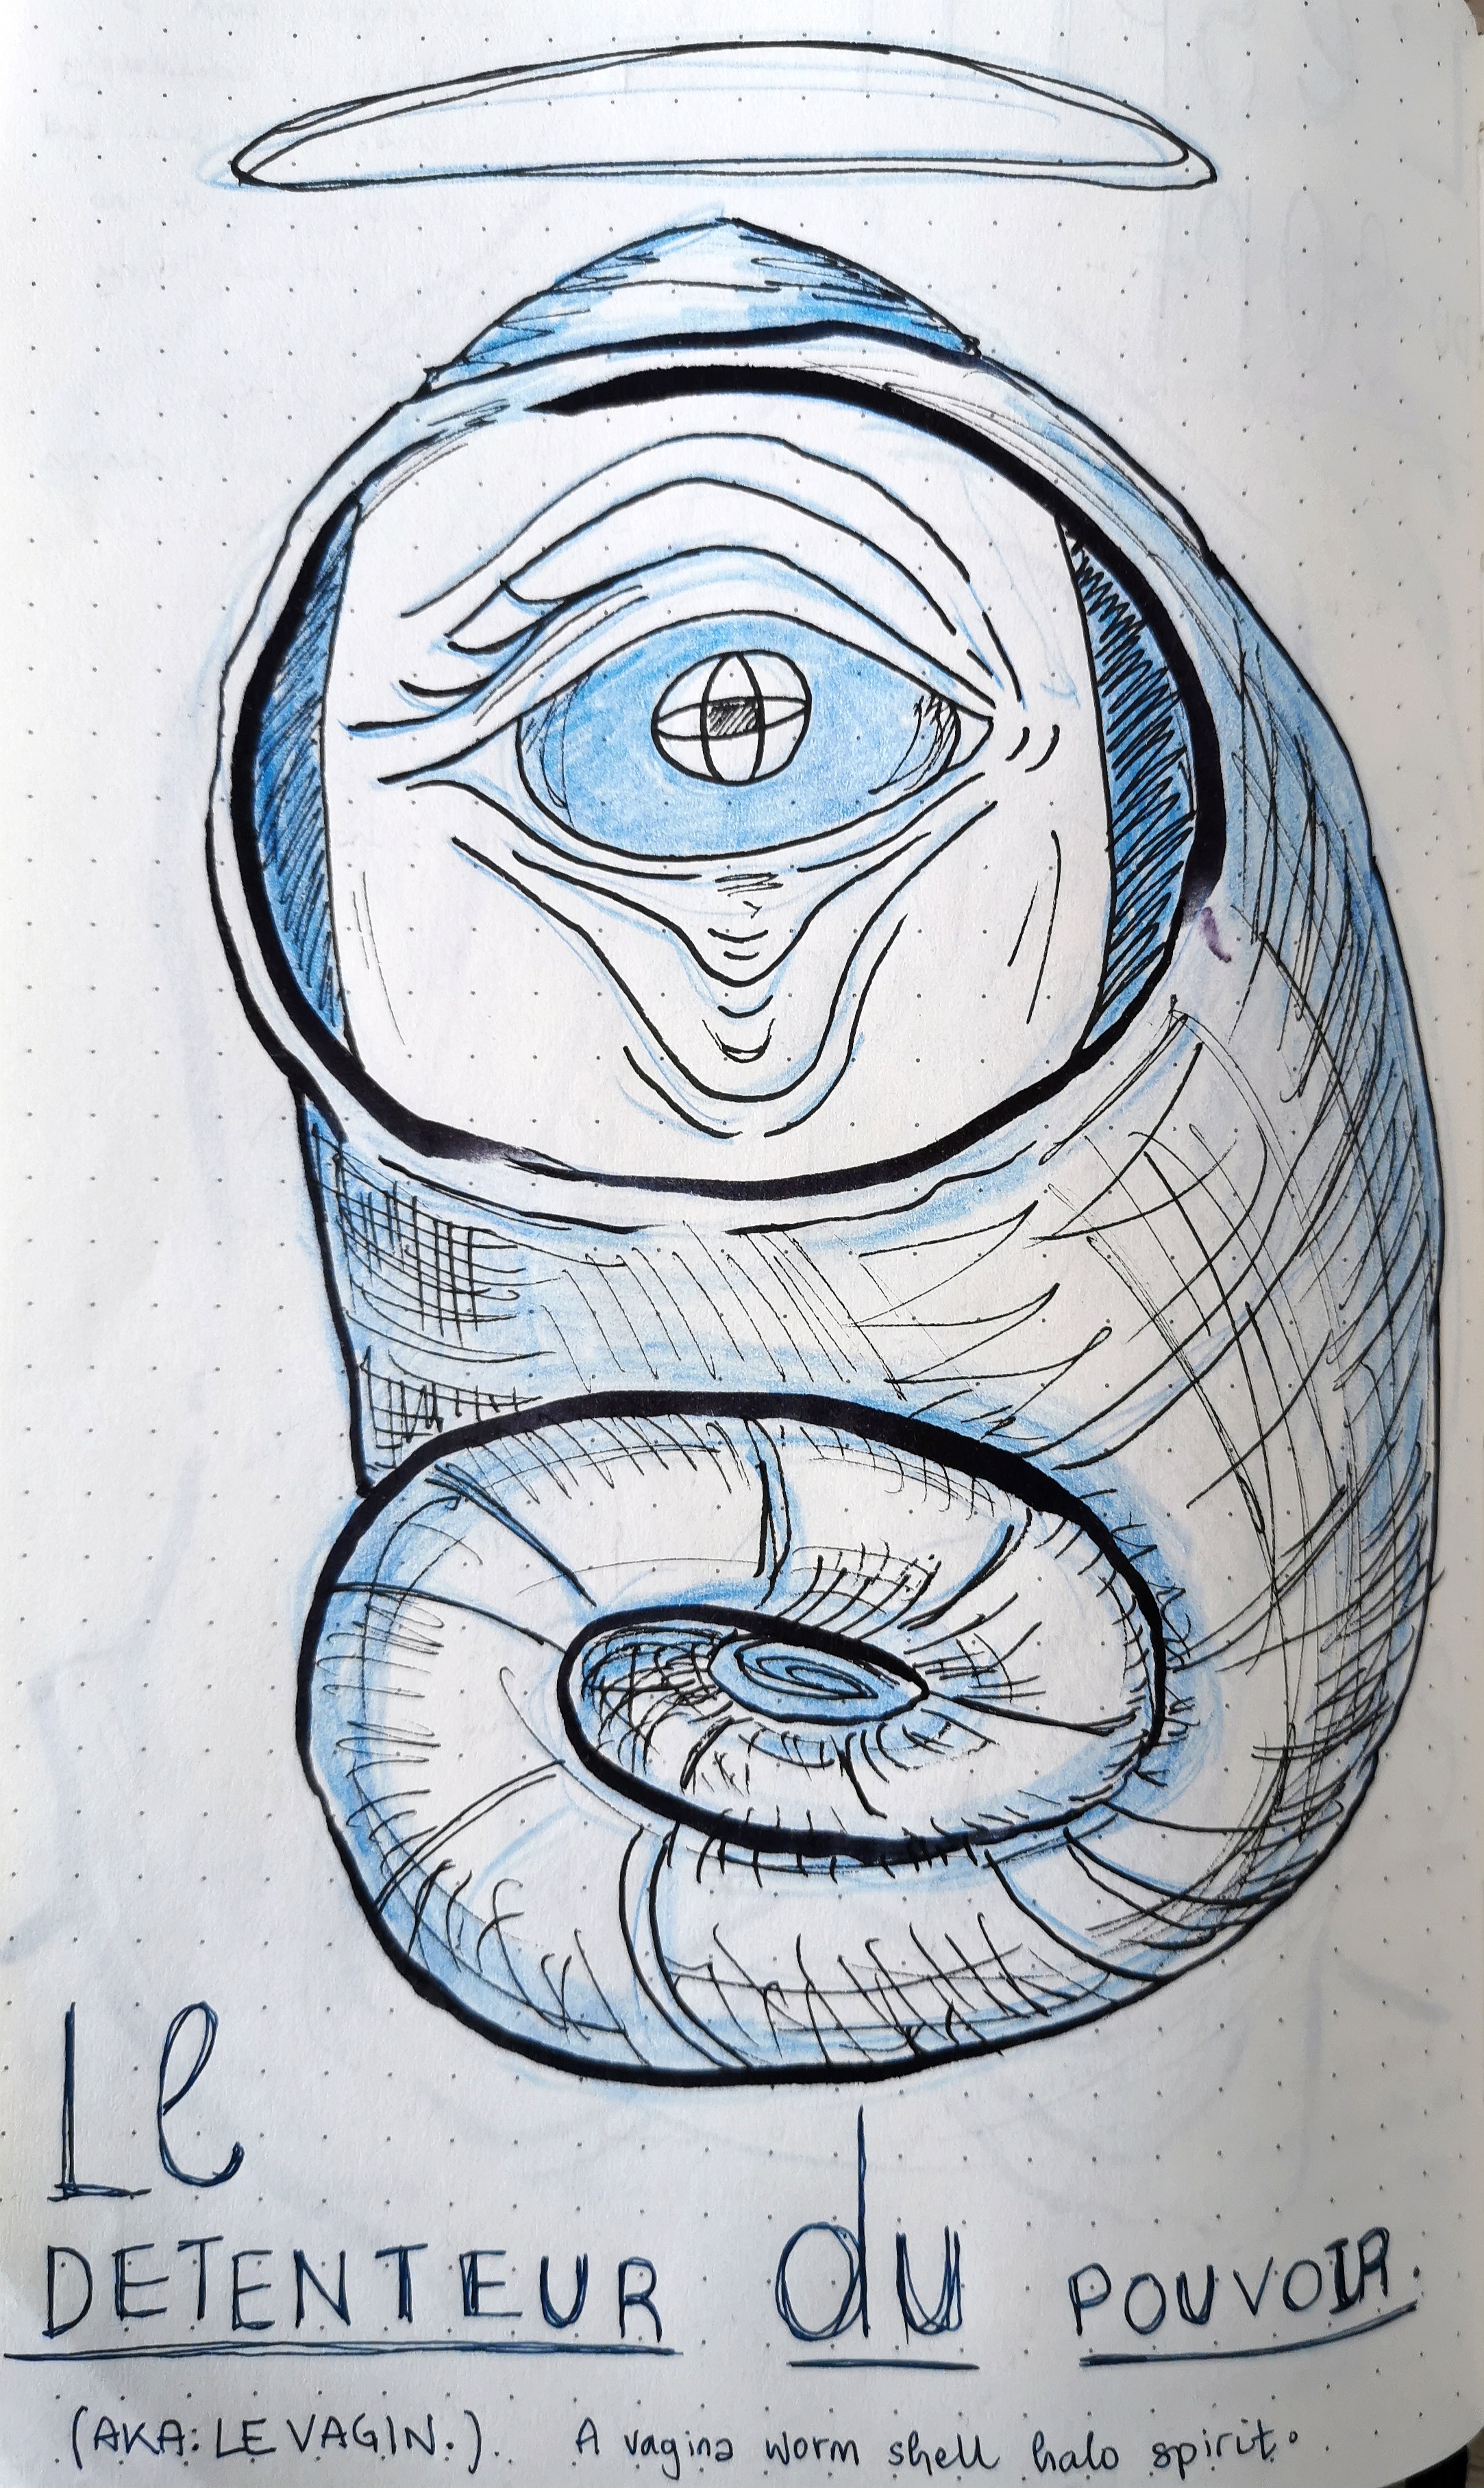 Le
DETENTEUR du POUVOIR.
(AKA: LE VAGIN.). A vagina worm shell halo spirit.